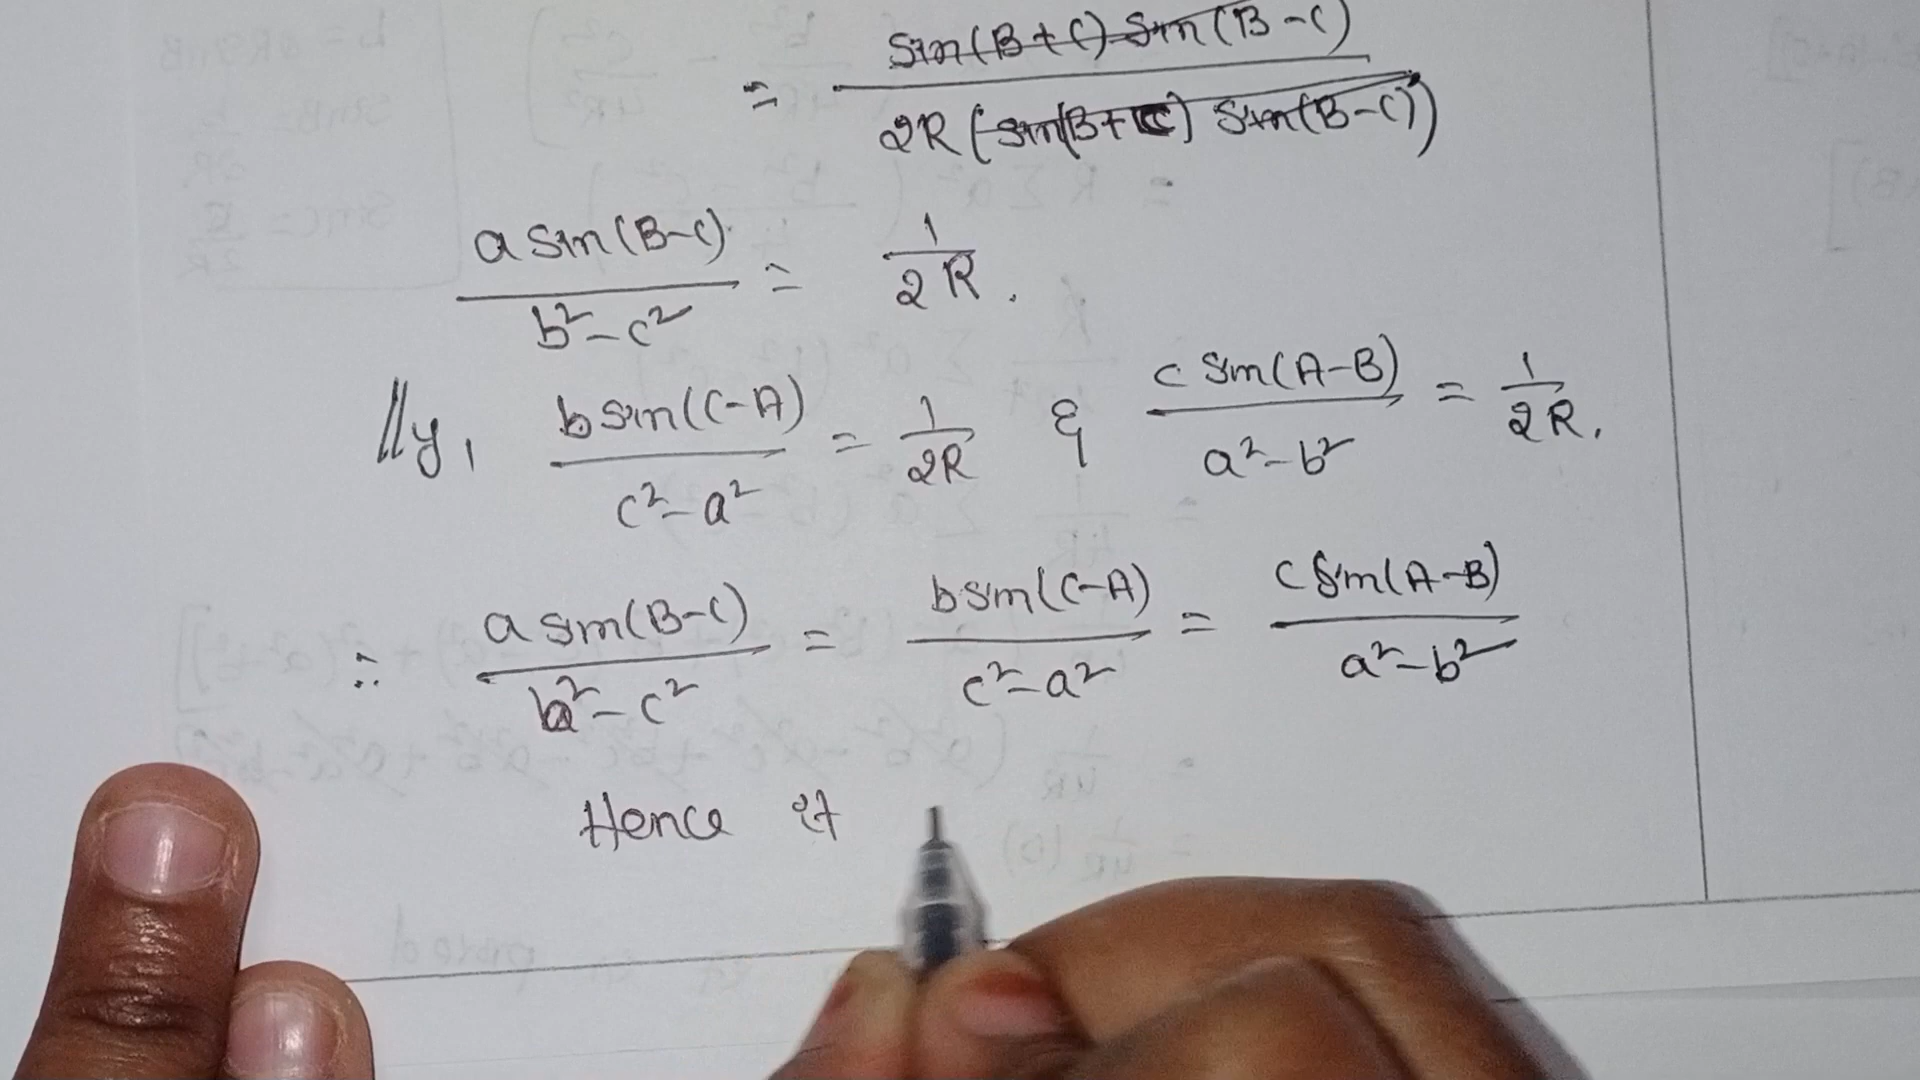 = sin(B+C) sin(B-C) / 2R (sin(B+C) sin(B-C))
a sin(B-C) / b²-c² = 1/2R.
lly, b sin(C-A) / c²-a² = 1/2R & c sin(A-B) / a²-b² = 1/2R.
∴ a sin(B-C) / b²-c² = b sin(C-A) / c²-a² = c sin(A-B) / a²-b²
Hence it